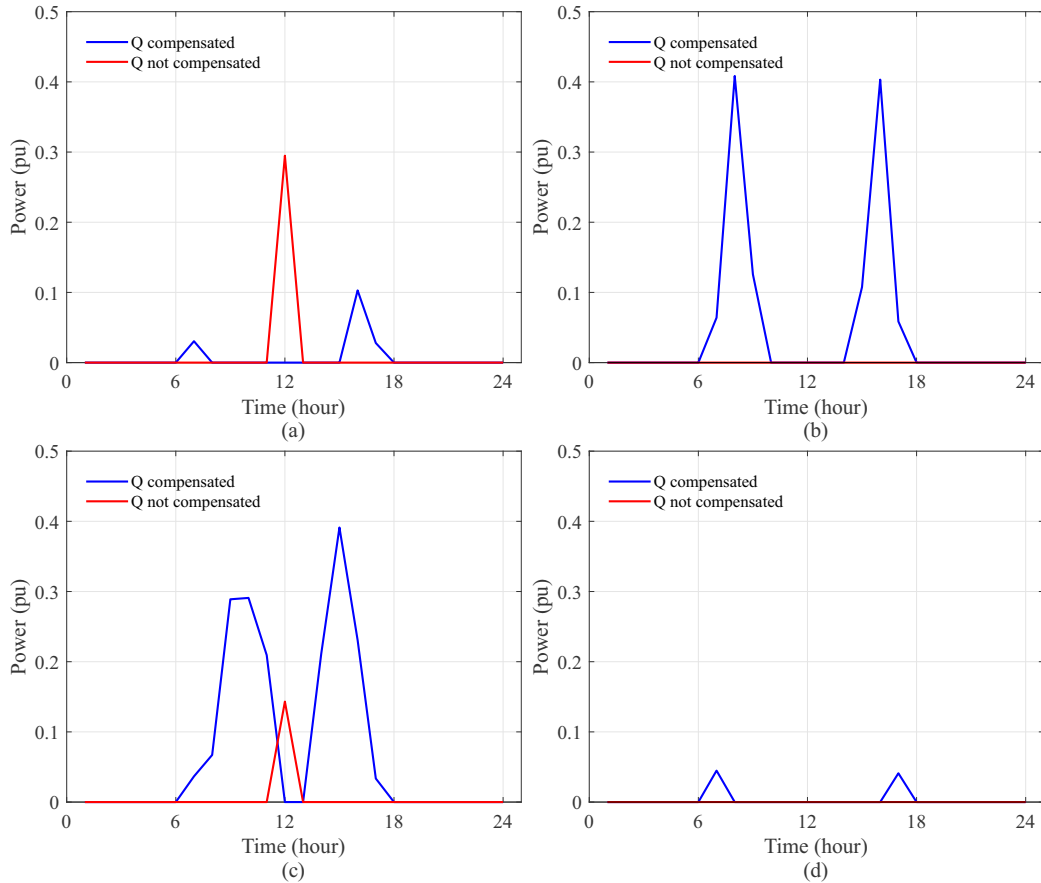 0.5
Q compensated
Q not compensated
0.4
0.3
0.2
0.1
0
Power (pu)
0 6 12 18 24
Time (hour)
(a)
0.5
Q compensated
Q not compensated
0.4
0.3
0.2
0.1
0
Power (pu)
0 6 12 18 24
Time (hour)
(b)
0.5
Q compensated
Q not compensated
0.4
0.3
0.2
0.1
0
Power (pu)
0 6 12 18 24
Time (hour)
(c)
0.5
Q compensated
Q not compensated
0.4
0.3
0.2
0.1
0
Power (pu)
0 6 12 18 24
Time (hour)
(d)